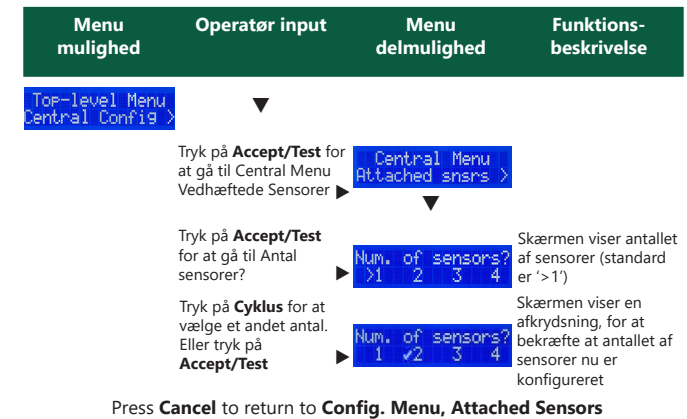 Menu
mulighed
Operatør input
Menu
delmulighed
Funktions-
beskrivelse
Top-level Menu
Central Config >
Tryk på Accept/Test for
at gå til Central Menu
Vedhæftede Sensorer ▶
Central Menu
Attached snsrs >
Tryk på Accept/Test
for at gå til Antal
sensorer? ▶
Num. of sensors?
>1 2 3 4
Skærmen viser antallet
af sensorer (standard
er ‘>1’)
Tryk på Cyklus for at
vælge et andet antal.
Eller tryk på
Accept/Test ▶
Num. of sensors?
1 ✔2 3 4
Skærmen viser en
afkrydsning, for at
bekræfte at antallet af
sensorer nu er
konfigureret
Press Cancel to return to Config. Menu, Attached Sensors